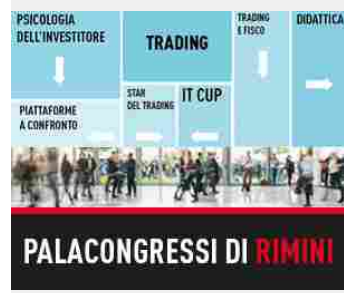 PSICOLOGIA
DELL'INVESTITORE
TRADING
TRADING
E FISCO
DIDATTICA
PIATTAFORME
A CONFRONTO
STAR
DEL TRADING
IT CUP
PALACONGRESSI DI RIMINI